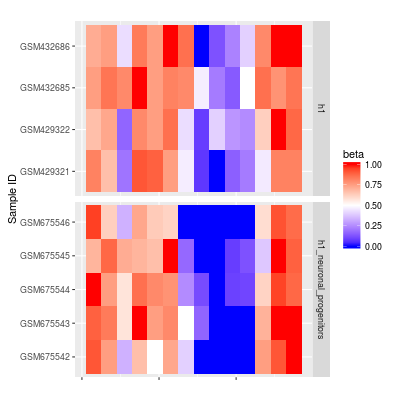 GSM432686
GSM432685
GSM429322
GSM429321
h1
GSM675546
GSM675545
GSM675544
GSM675543
GSM675542
h1_neuronal_progenitors
Sample ID
beta
1.00
0.75
0.50
0.25
0.00